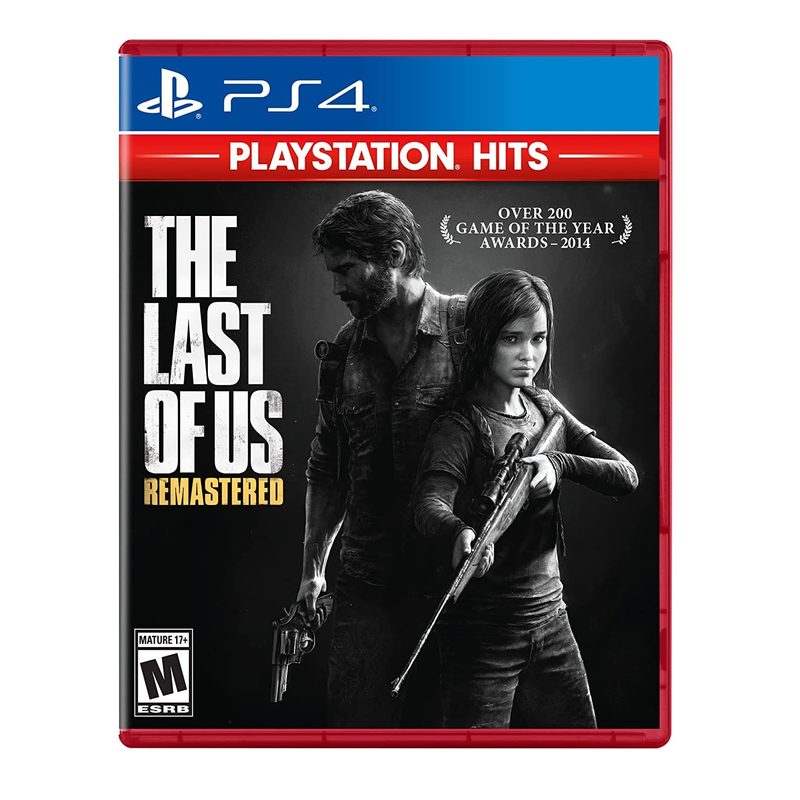 PS4
PLAYSTATION® HITS
OVER 200
GAME OF THE YEAR
AWARDS – 2014
THE
LAST
OF US
REMASTERED
MATURE 17+
M
ESRB